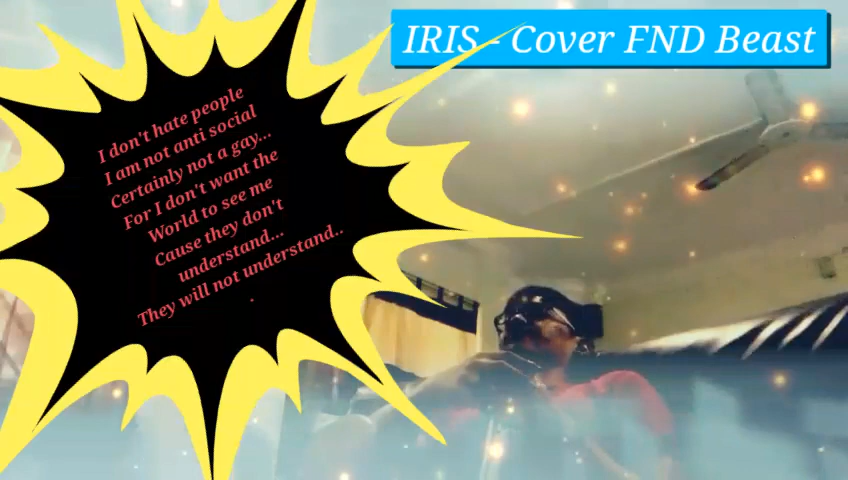 IRIS - Cover FND Beast
I don't hate people
I am not anti social
Certainly not a gay...
For I don't want the
World to see me
Cause they don't
understand...
They will not understand..
.